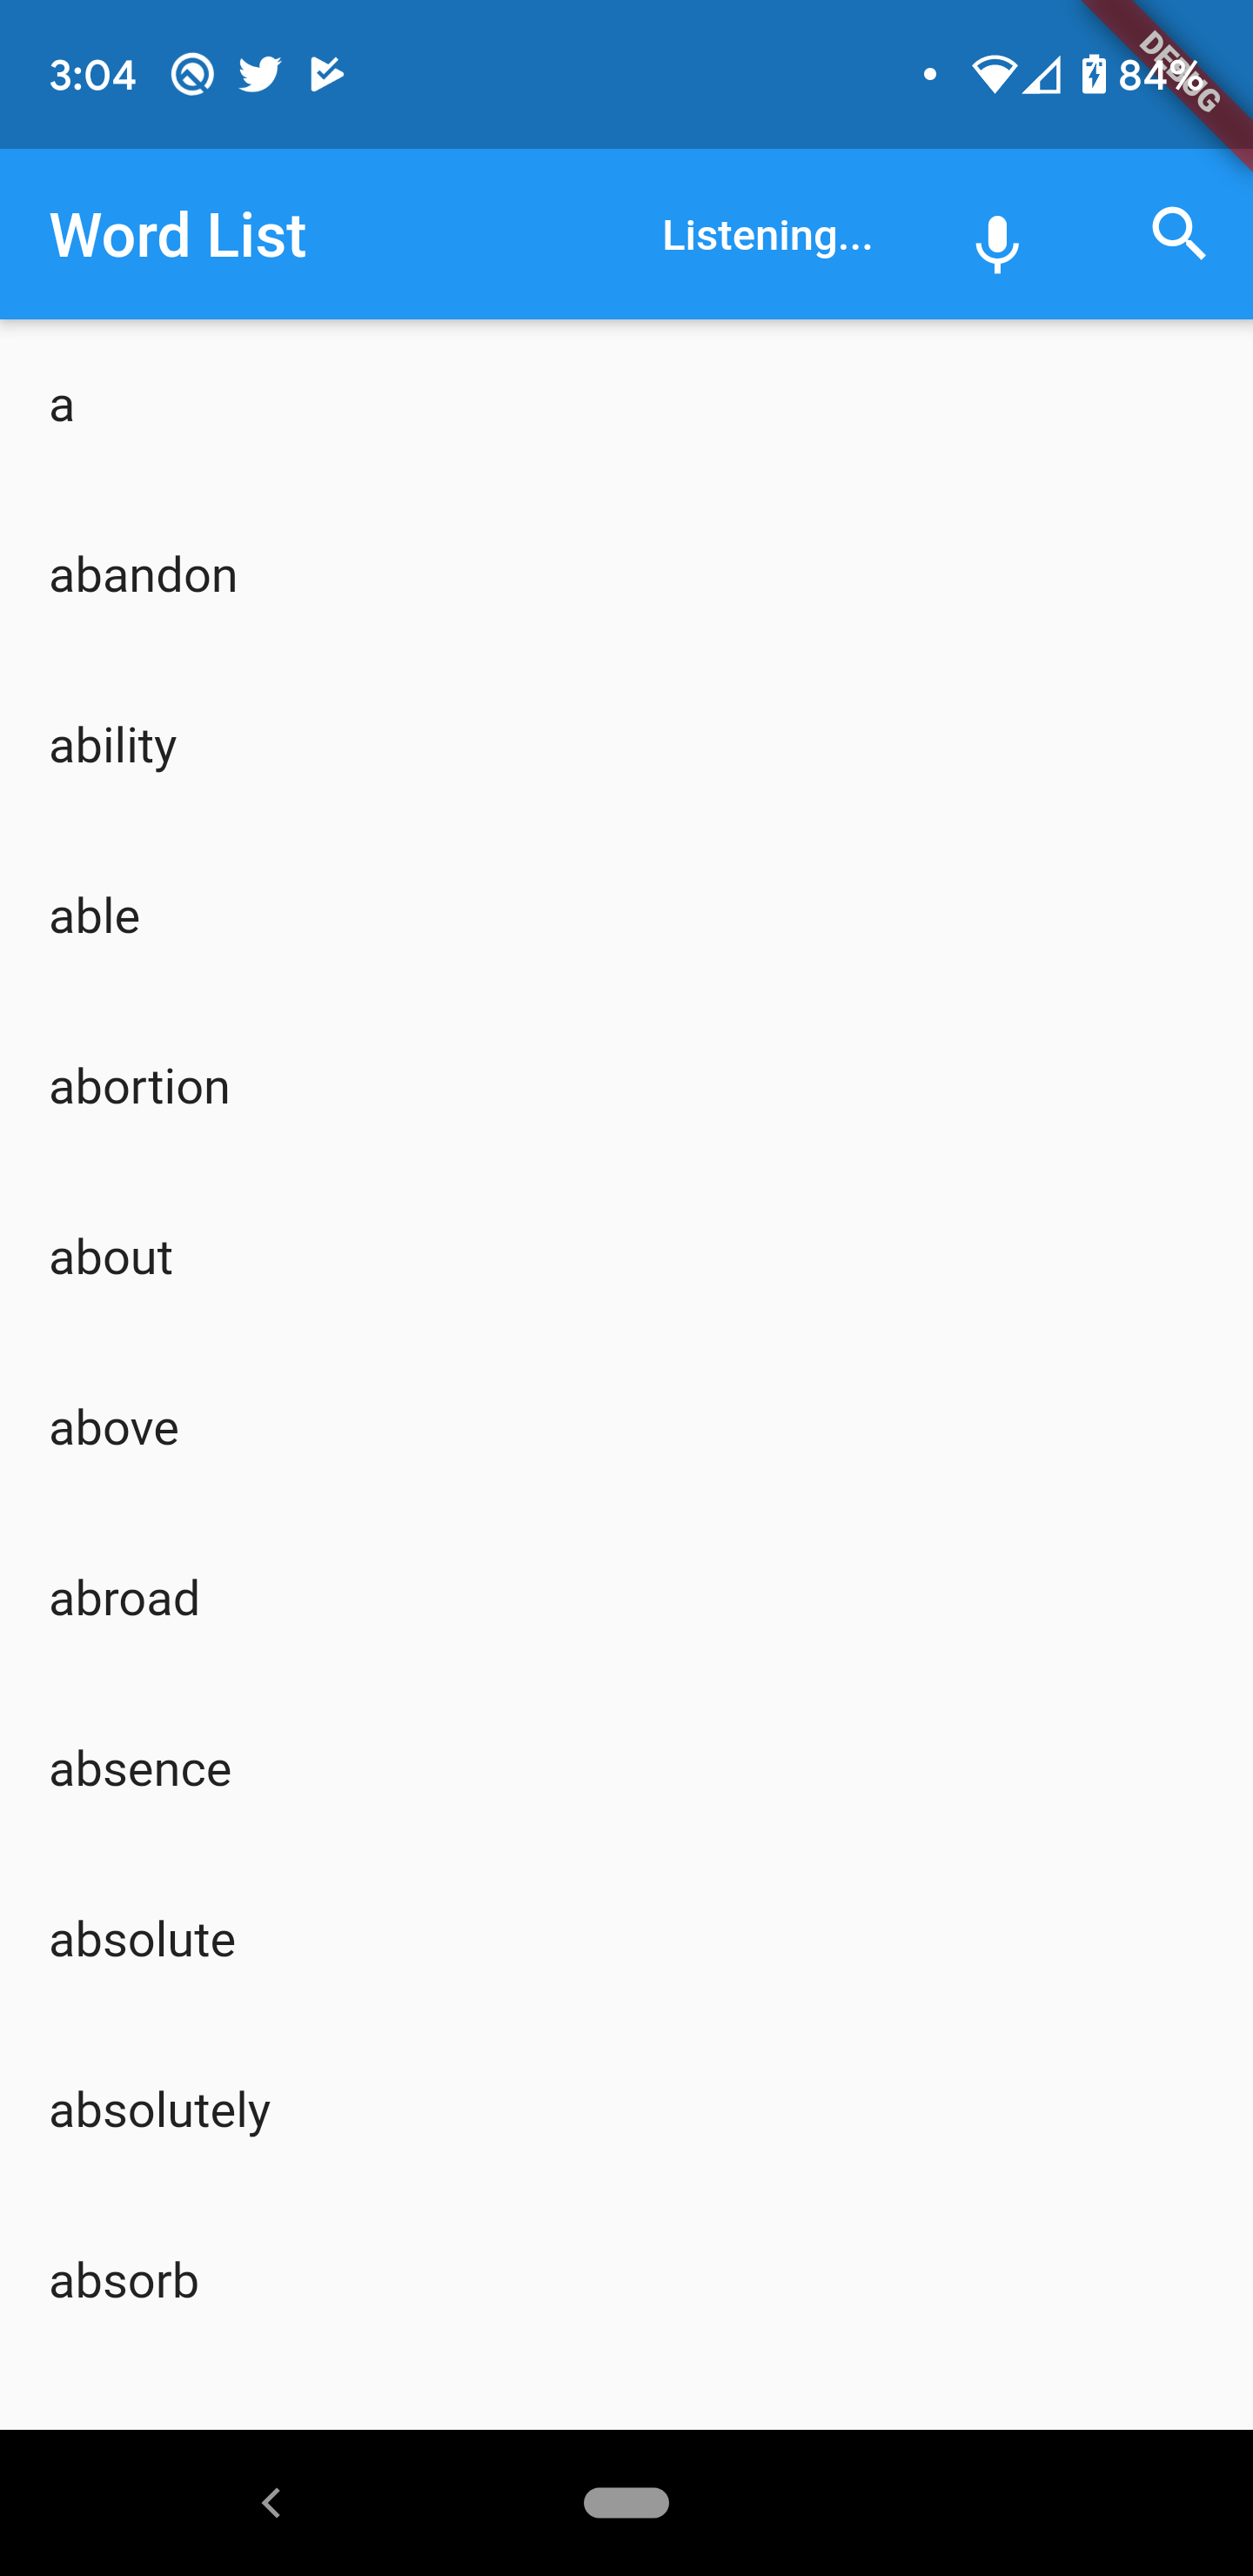 3:04 84%
DEBUG
Word List Listening...
a
abandon
ability
able
abortion
about
above
abroad
absence
absolute
absolutely
absorb